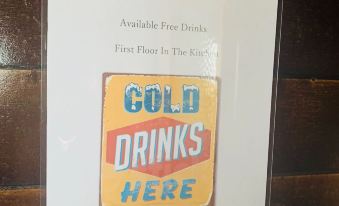 Available Free Drinks
First Floor In The Kitchen
COLD
DRINKS
HERE